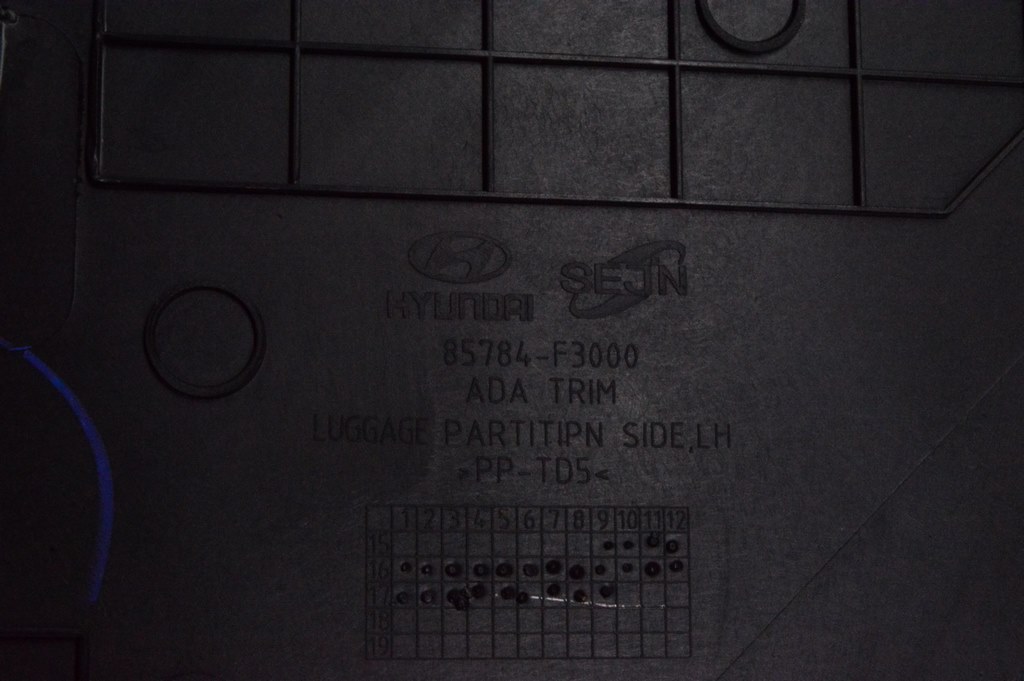 HYUNDAI SEJN
85784-F3000
ADA TRIM
LUGGAGE PARTITIPN SIDE,LH
>PP-TD5<
1 2 3 4 5 6 7 8 9 10 11 12
15
16
17
18
19